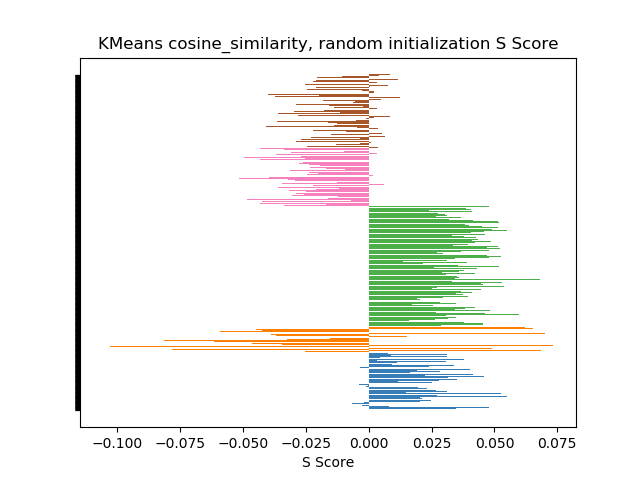 KMeans cosine_similarity, random initialization S Score
−0.100 −0.075 −0.050 −0.025 0.000 0.025 0.050 0.075
S Score